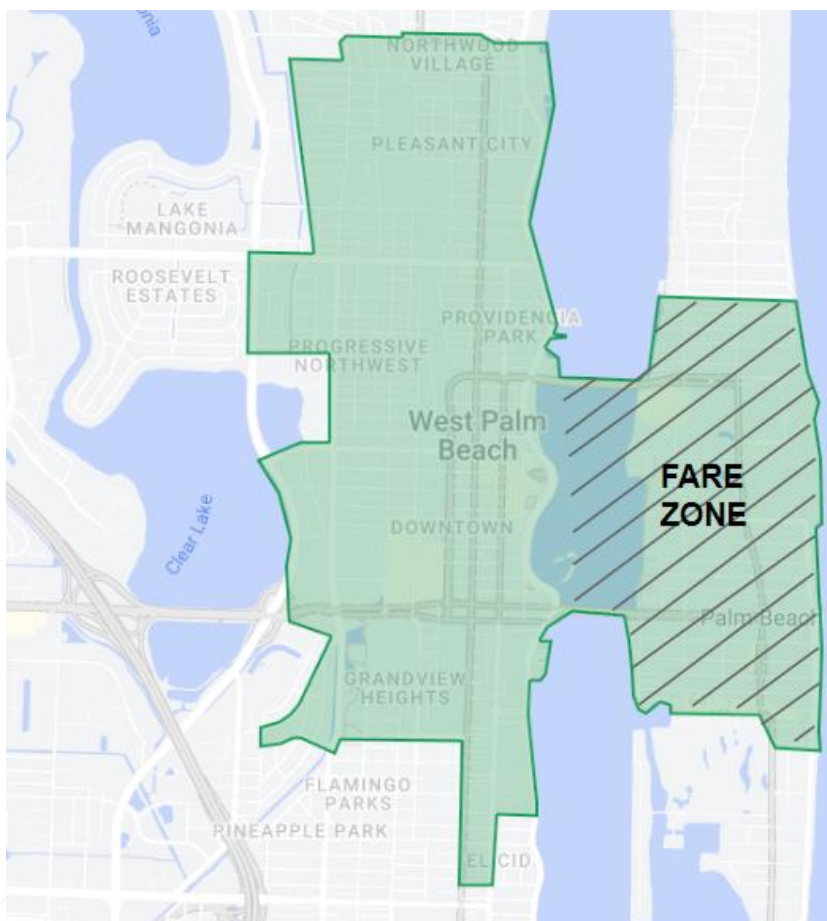 NORTHWOOD
VILLAGE
PLEASANT CITY
LAKE
MANGONIA
ROOSEVELT
ESTATES
PROVIDENCIA
PARK
PROGRESSIVE
NORTHWEST
West Palm
Beach
FARE
ZONE
Clear Lake
DOWNTOWN
Palm Beach
GRANDVIEW
HEIGHTS
FLAMINGO
PARKS
PINEAPPLE PARK
EL CID